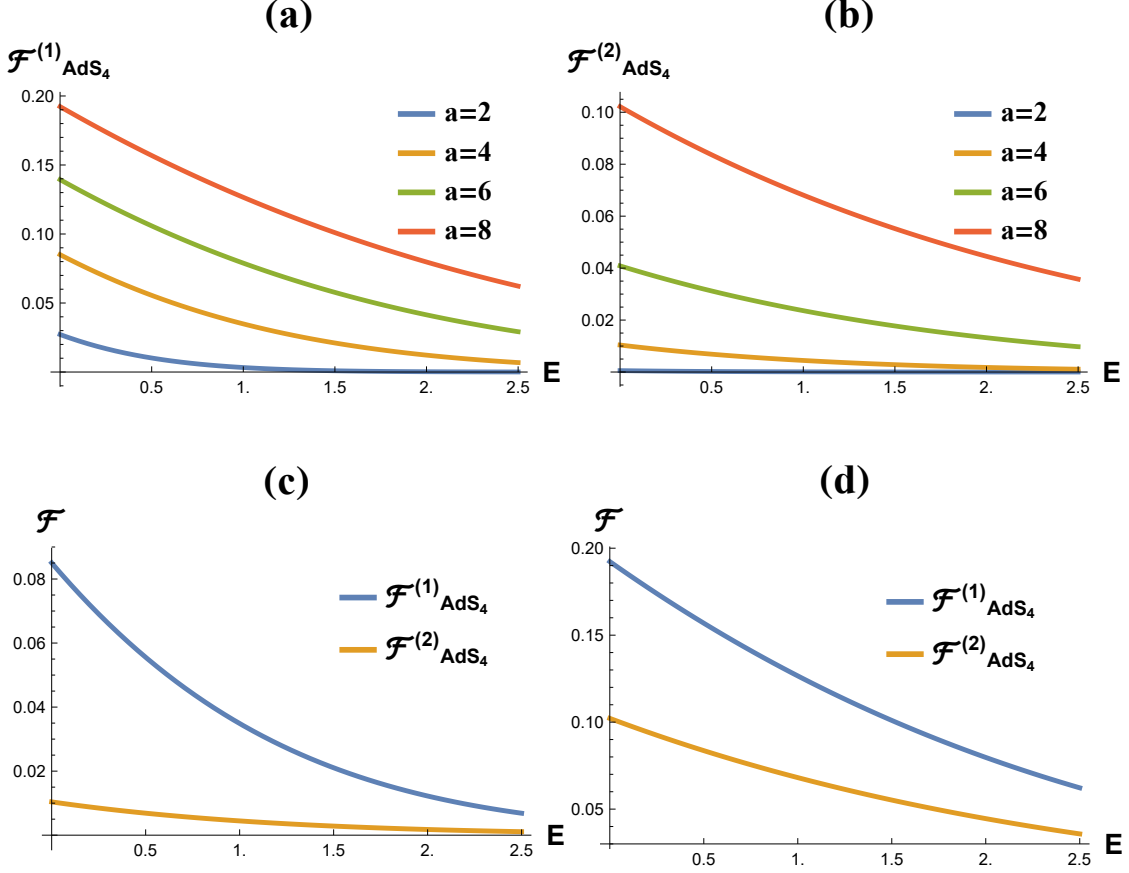 (a)
𝓕⁽¹⁾AdS₄
0.20
0.15
0.10
0.05
0.5
1.
1.5
2.
2.5
E
a=2
a=4
a=6
a=8
(b)
𝓕⁽²⁾AdS₄
0.10
0.08
0.06
0.04
0.02
0.5
1.
1.5
2.
2.5
E
a=2
a=4
a=6
a=8
(c)
𝓕
0.08
0.06
0.04
0.02
0.5
1.
1.5
2.
2.5
E
𝓕⁽¹⁾AdS₄
𝓕⁽²⁾AdS₄
(d)
𝓕
0.20
0.15
0.10
0.05
0.5
1.
1.5
2.
2.5
E
𝓕⁽¹⁾AdS₄
𝓕⁽²⁾AdS₄